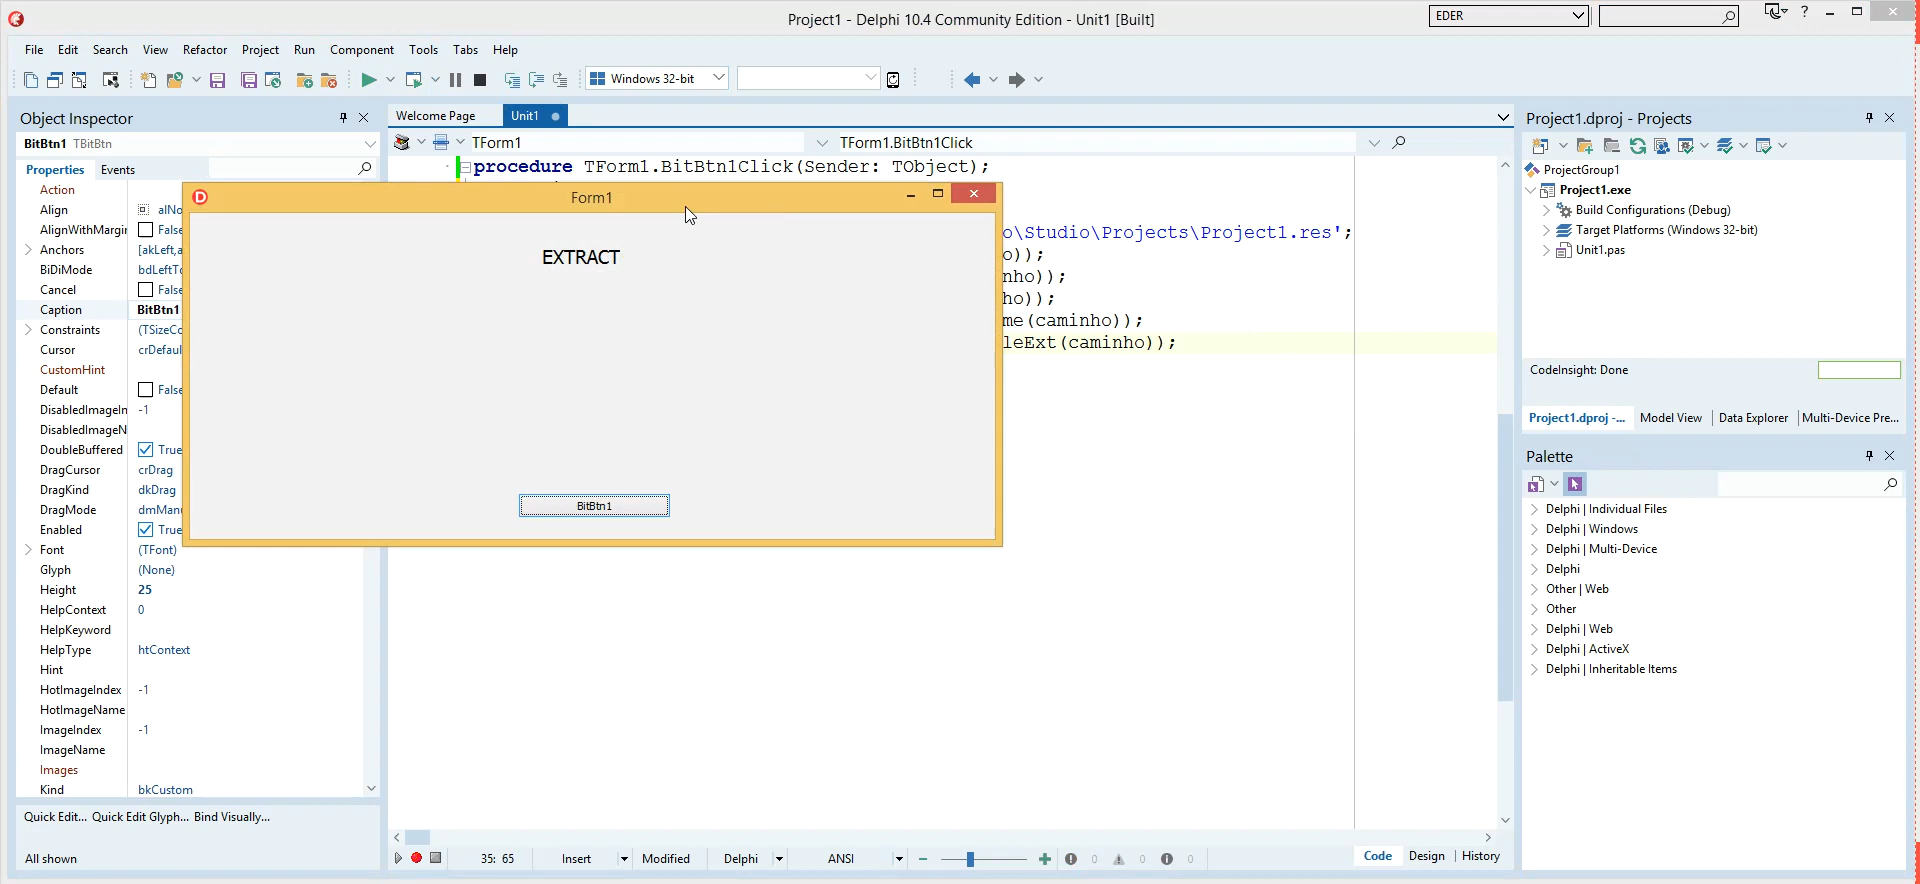 Project1 - Delphi 10.4 Community Edition - Unit1 [Built]
EDER
?
File Edit Search View Refactor Project Run Component Tools Tabs Help
Windows 32-bit
Object Inspector
BitBtn1 TBitBtn
Properties Events
Action
Align alNo
AlignWithMargin False
Anchors [akLeft,a
BiDiMode bdLeftTo
Cancel False
Caption BitBtn1
Constraints (TSizeCo
Cursor crDefaul
CustomHint
Default False
DisabledImageIn -1
DisabledImageN
DoubleBuffered True
DragCursor crDrag
DragKind dkDrag
DragMode dmManu
Enabled True
Font (TFont)
Glyph (None)
Height 25
HelpContext 0
HelpKeyword
HelpType htContext
Hint
HotImageIndex -1
HotImageName
ImageIndex -1
ImageName
Images
Kind bkCustom
Quick Edit... Quick Edit Glyph... Bind Visually...
All shown
Welcome Page Unit1
TForm1 TForm1.BitBtn1Click
procedure TForm1.BitBtn1Click(Sender: TObject);
o\Studio\Projects\Project1.res';
o));
nho));
ho));
me(caminho));
leExt(caminho));
Form1
EXTRACT
BitBtn1
35: 65 Insert Modified Delphi ANSI 0 0 0
Code Design History
Project1.dproj - Projects
ProjectGroup1
Project1.exe
Build Configurations (Debug)
Target Platforms (Windows 32-bit)
Unit1.pas
CodeInsight: Done
Project1.dproj -... Model View Data Explorer Multi-Device Pre...
Palette
Delphi | Individual Files
Delphi | Windows
Delphi | Multi-Device
Delphi
Other | Web
Other
Delphi | Web
Delphi | ActiveX
Delphi | Inheritable Items